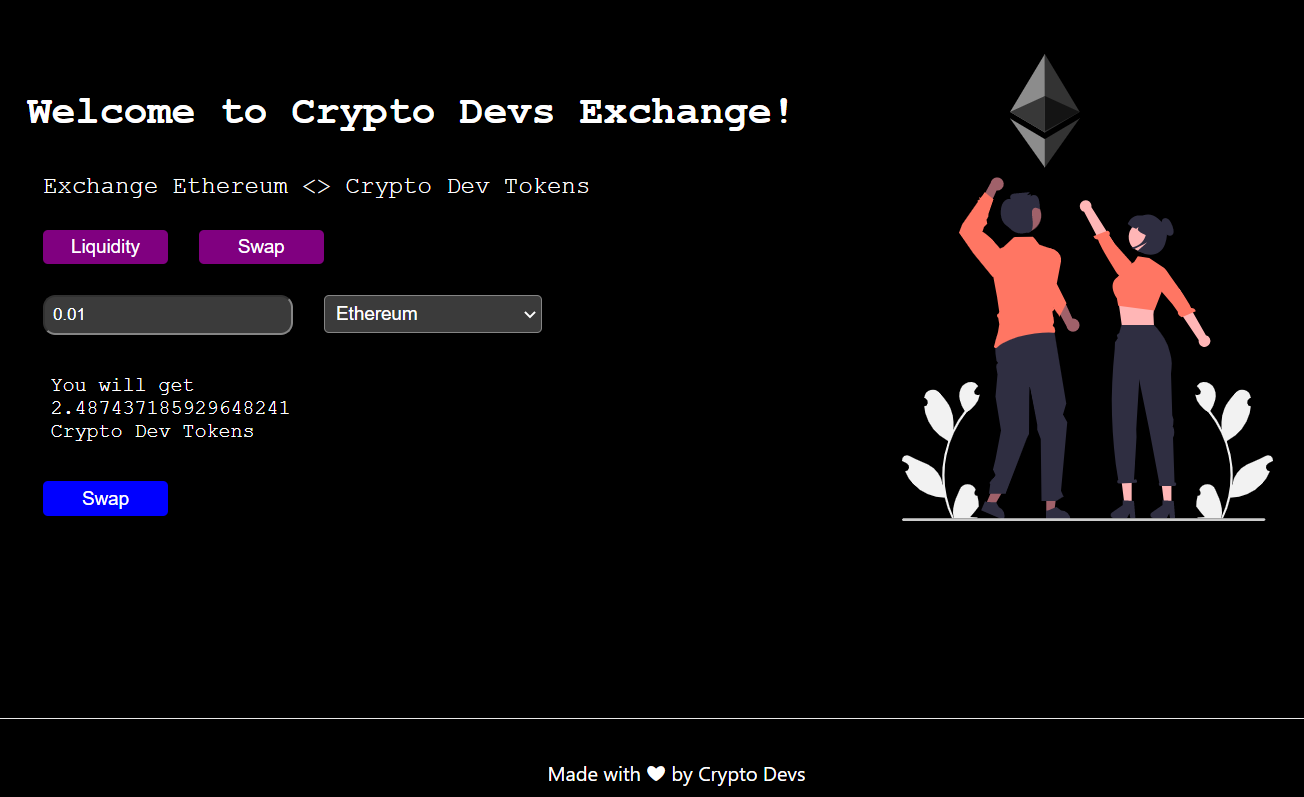 Welcome to Crypto Devs Exchange!
Exchange Ethereum <> Crypto Dev Tokens
Liquidity Swap
0.01 Ethereum
You will get
2.487437185929648241
Crypto Dev Tokens
Swap
Made with ❤ by Crypto Devs